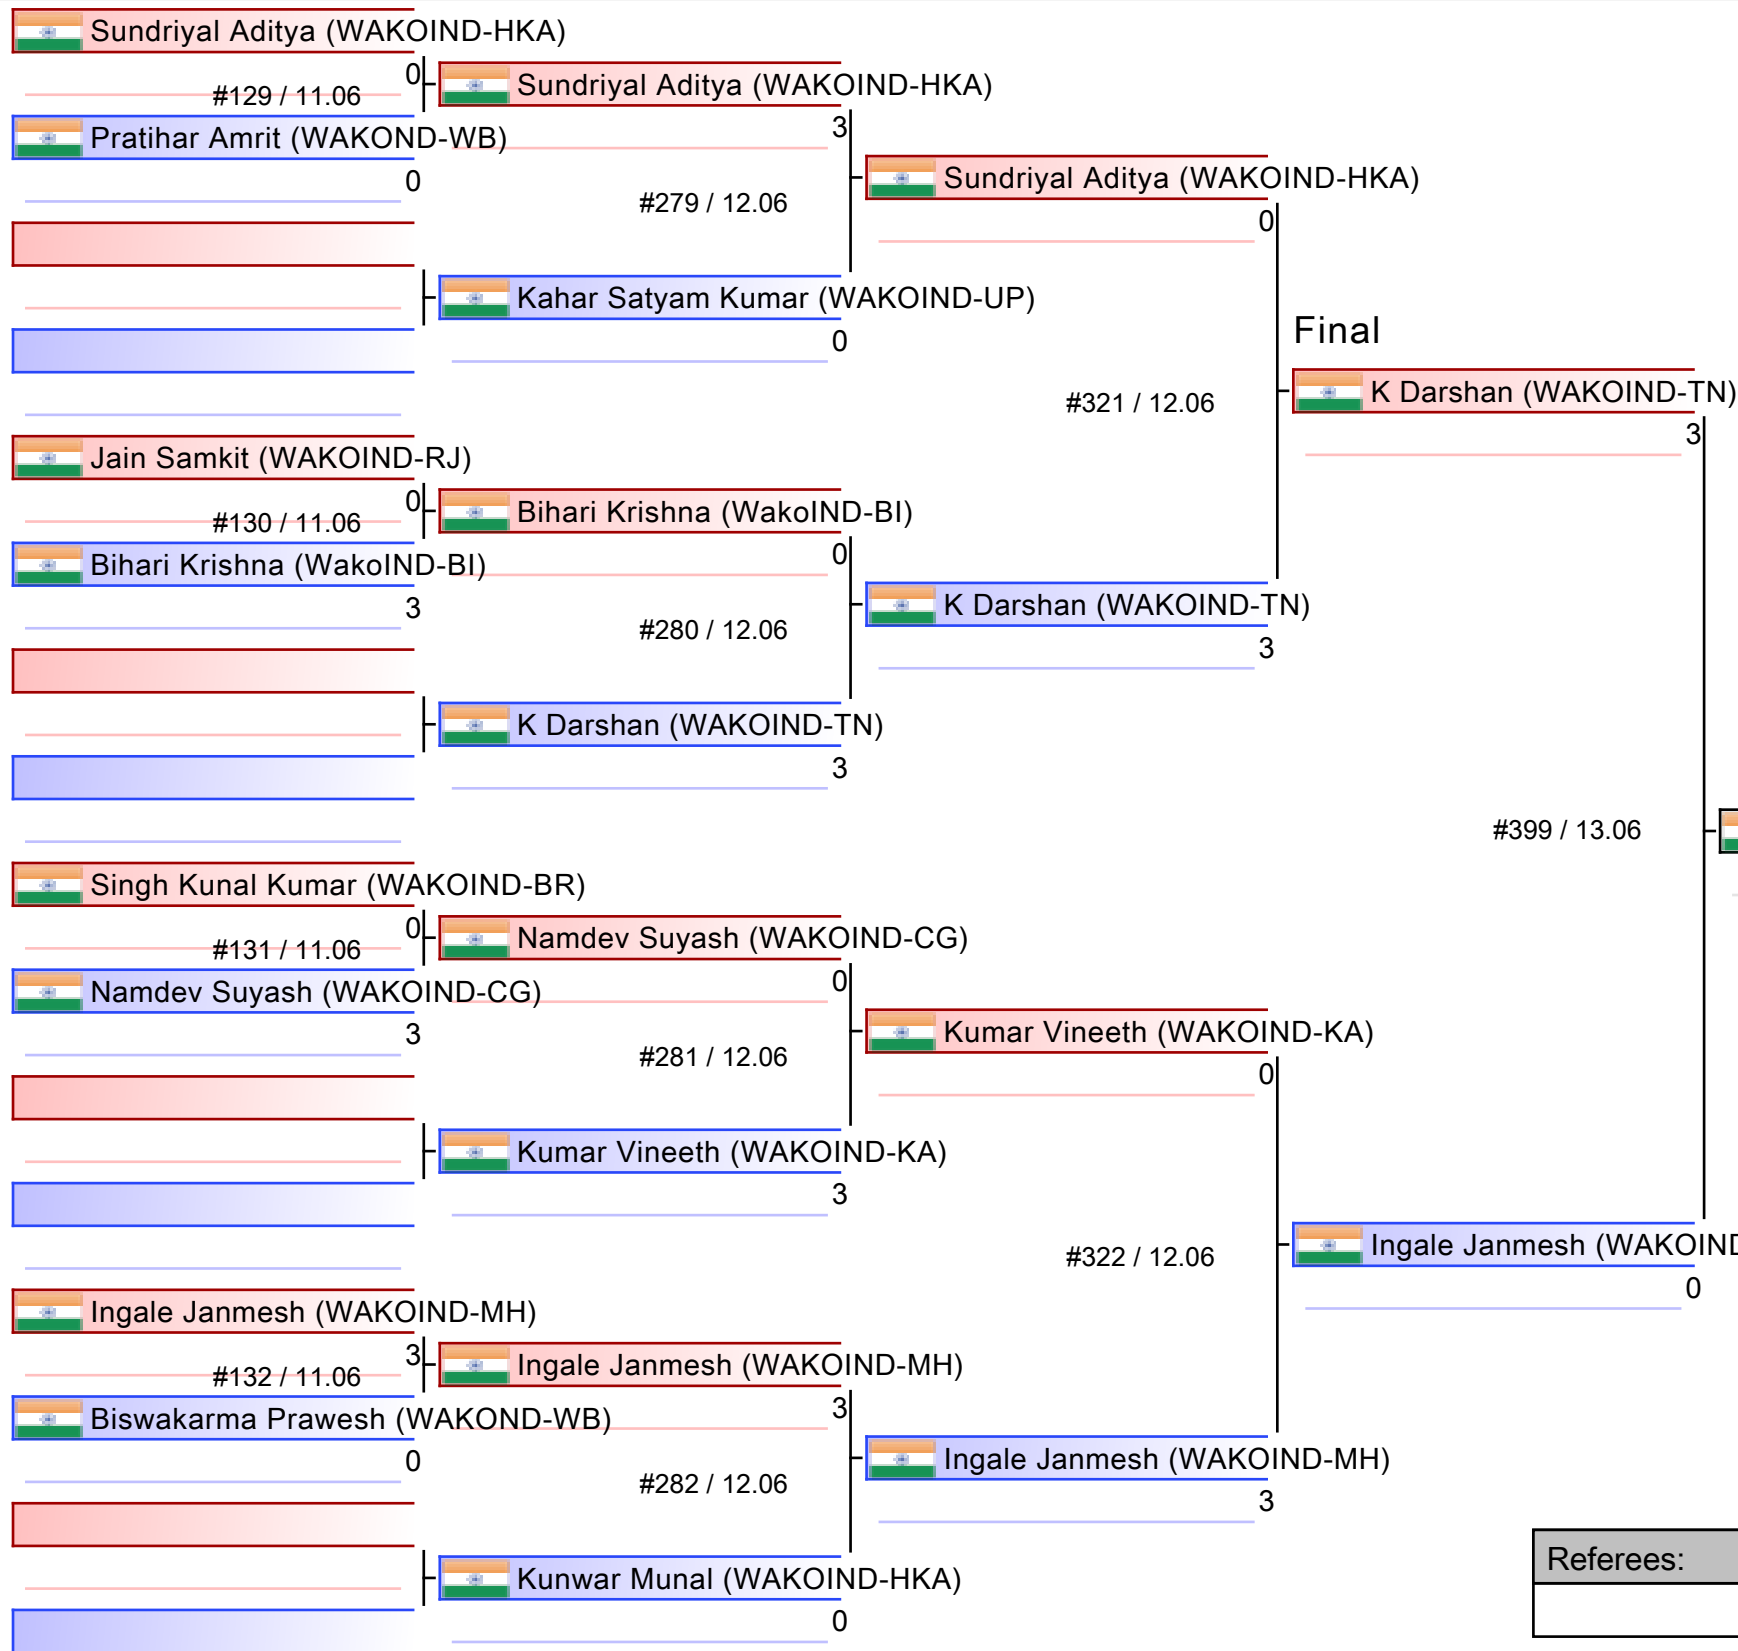 Sundriyal Aditya (WAKOIND-HKA)
0
#129 / 11.06
Pratihar Amrit (WAKOND-WB)
0
Jain Samkit (WAKOIND-RJ)
0
#130 / 11.06
Bihari Krishna (WakoIND-BI)
3
Singh Kunal Kumar (WAKOIND-BR)
0
#131 / 11.06
Namdev Suyash (WAKOIND-CG)
3
Ingale Janmesh (WAKOIND-MH)
3
#132 / 11.06
Biswakarma Prawesh (WAKOND-WB)
0
Sundriyal Aditya (WAKOIND-HKA)
3
#279 / 12.06
Kahar Satyam Kumar (WAKOIND-UP)
0
Bihari Krishna (WakoIND-BI)
0
#280 / 12.06
K Darshan (WAKOIND-TN)
3
Namdev Suyash (WAKOIND-CG)
0
#281 / 12.06
Kumar Vineeth (WAKOIND-KA)
3
Ingale Janmesh (WAKOIND-MH)
3
#282 / 12.06
Kunwar Munal (WAKOIND-HKA)
0
Sundriyal Aditya (WAKOIND-HKA)
0
#321 / 12.06
K Darshan (WAKOIND-TN)
3
Kumar Vineeth (WAKOIND-KA)
0
#322 / 12.06
Ingale Janmesh (WAKOIND-MH)
3
Final
K Darshan (WAKOIND-TN)
3
#399 / 13.06
Ingale Janmesh (WAKOIND
0
Referees: